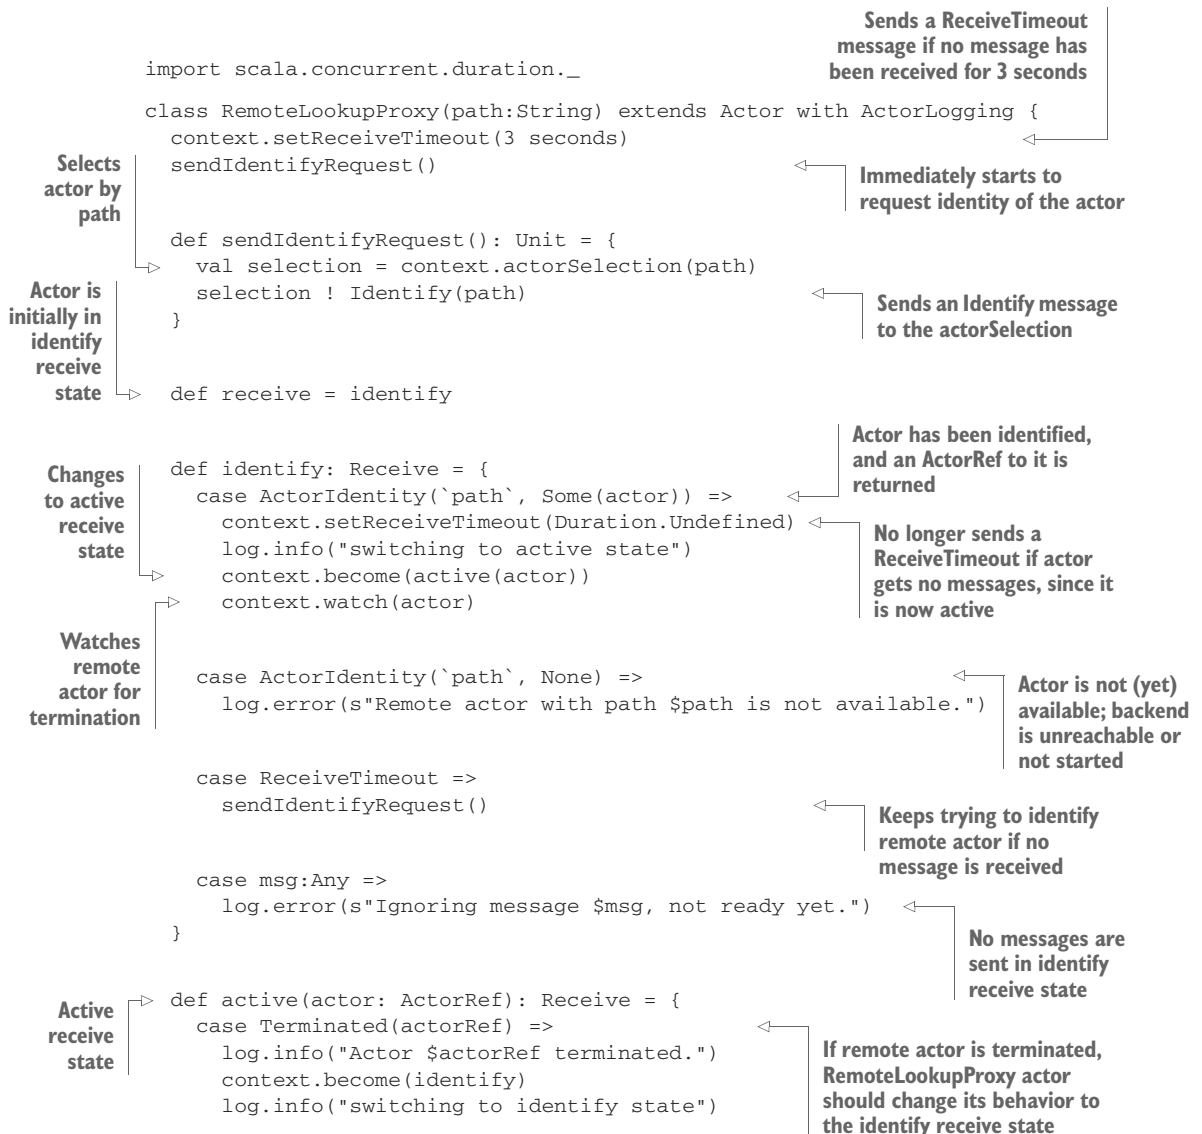 Sends a ReceiveTimeout
message if no message has
been received for 3 seconds
import scala.concurrent.duration._
class RemoteLookupProxy(path:String) extends Actor with ActorLogging {
context.setReceiveTimeout(3 seconds)
sendIdentifyRequest()
Selects
actor by
path
Immediately starts to
request identity of the actor
def sendIdentifyRequest(): Unit = {
val selection = context.actorSelection(path)
selection ! Identify(path)
}
Actor is
initially in
identify
receive
state
Sends an Identify message
to the actorSelection
def receive = identify
Actor has been identified,
and an ActorRef to it is
returned
def identify: Receive = {
case ActorIdentity(`path`, Some(actor)) =>
context.setReceiveTimeout(Duration.Undefined)
log.info("switching to active state")
context.become(active(actor))
context.watch(actor)
Changes
to active
receive
state
No longer sends a
ReceiveTimeout if actor
gets no messages, since it
is now active
Watches
remote
actor for
termination
case ActorIdentity(`path`, None) =>
log.error(s"Remote actor with path $path is not available.")
Actor is not (yet)
available; backend
is unreachable or
not started
case ReceiveTimeout =>
sendIdentifyRequest()
Keeps trying to identify
remote actor if no
message is received
case msg:Any =>
log.error(s"Ignoring message $msg, not ready yet.")
}
No messages are
sent in identify
receive state
Active
receive
state
def active(actor: ActorRef): Receive = {
case Terminated(actorRef) =>
log.info("Actor $actorRef terminated.")
context.become(identify)
log.info("switching to identify state")
If remote actor is terminated,
RemoteLookupProxy actor
should change its behavior to
the identify receive state